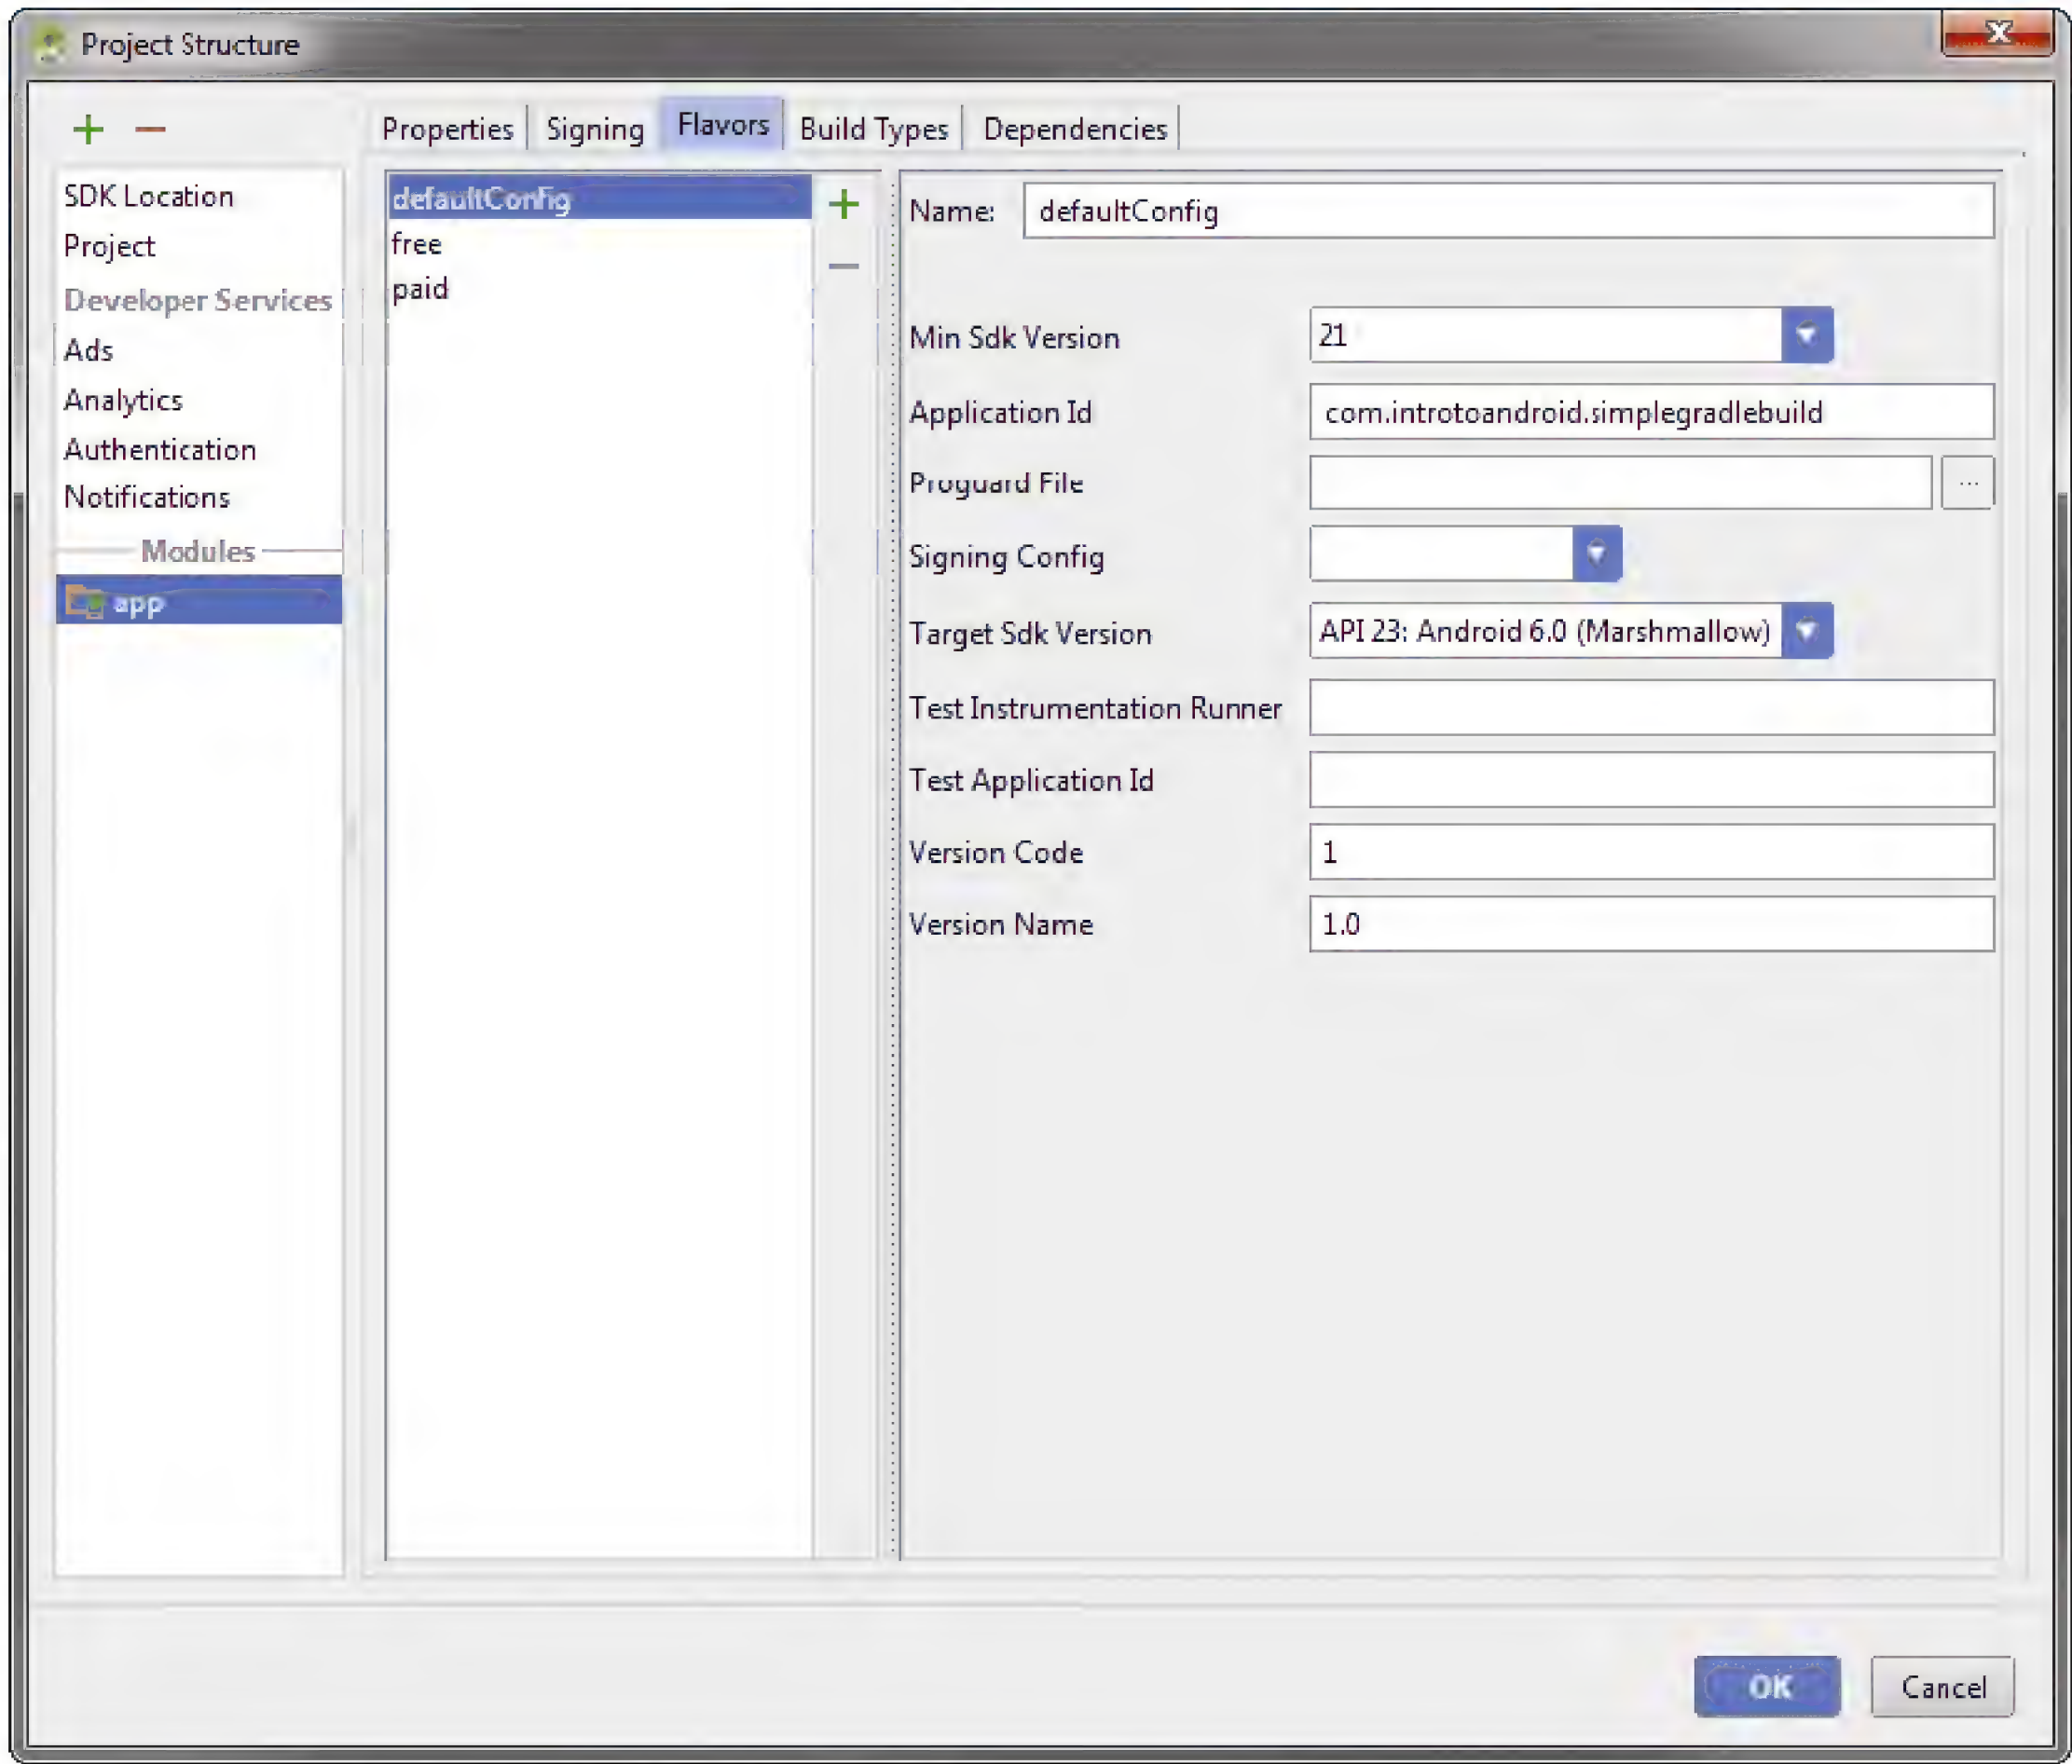 Project Structure
Properties Signing Flavors Build Types Dependencies
SDK Location
Project
Developer Services
Ads
Analytics
Authentication
Notifications
Modules
app
defaultConfig
free
paid
Name: defaultConfig
Min Sdk Version 21
Application Id com.introtoandroid.simplegradlebuild
Proguard File ...
Signing Config
Target Sdk Version API 23: Android 6.0 (Marshmallow)
Test Instrumentation Runner
Test Application Id
Version Code 1
Version Name 1.0
OK Cancel